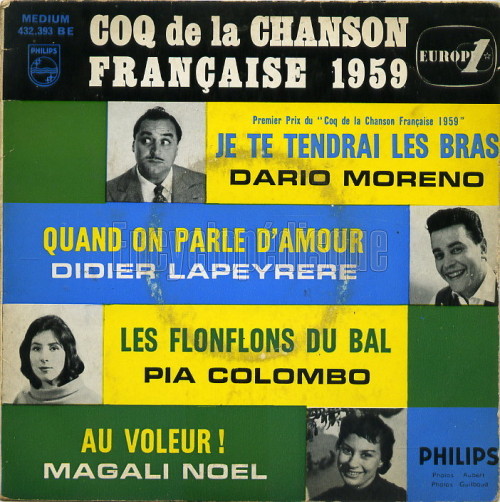 MEDIUM
432.393 BE
PHILIPS
COQ de la CHANSON
FRANÇAISE 1959
EUROPE 1
Premier Prix du "Coq de la Chanson Française 1959"
JE TE TENDRAI LES BRAS
DARIO MORENO
QUAND ON PARLE D'AMOUR
DIDIER LAPEYRERE
LES FLONFLONS DU BAL
PIA COLOMBO
AU VOLEUR !
MAGALI NOEL
PHILIPS
Photos Aubert